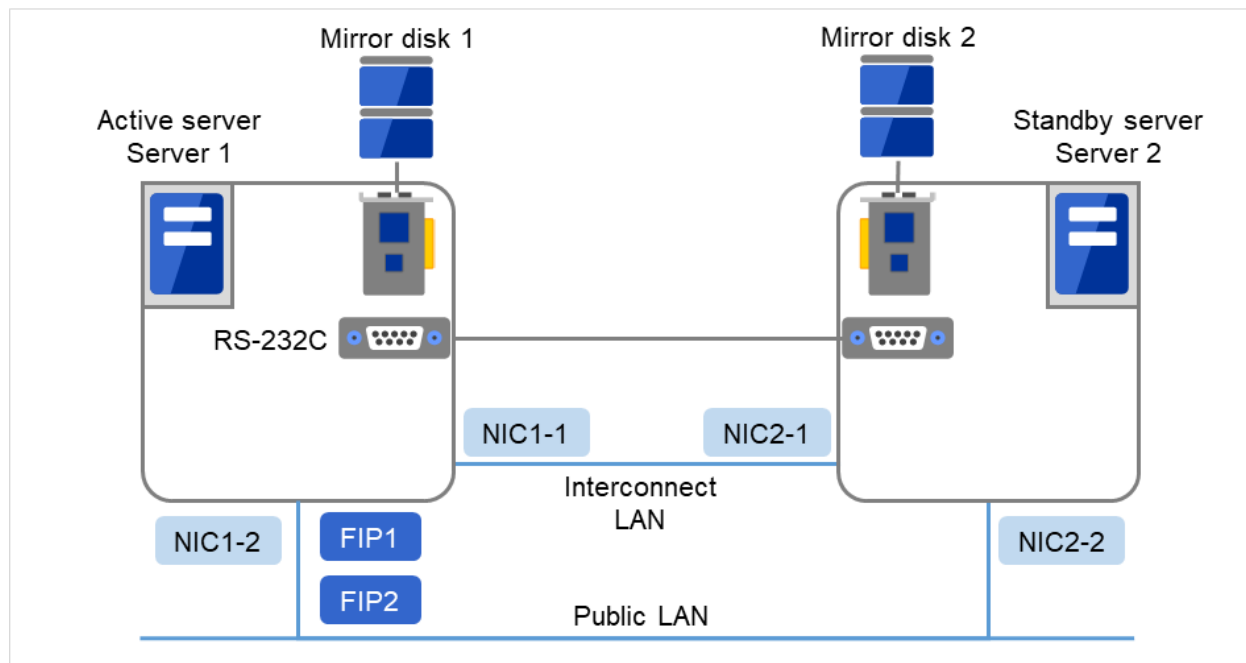 Mirror disk 1
Mirror disk 2
Active server
Server 1
Standby server
Server 2
RS-232C
NIC1-1
NIC2-1
Interconnect
LAN
NIC1-2
FIP1
NIC2-2
FIP2
Public LAN